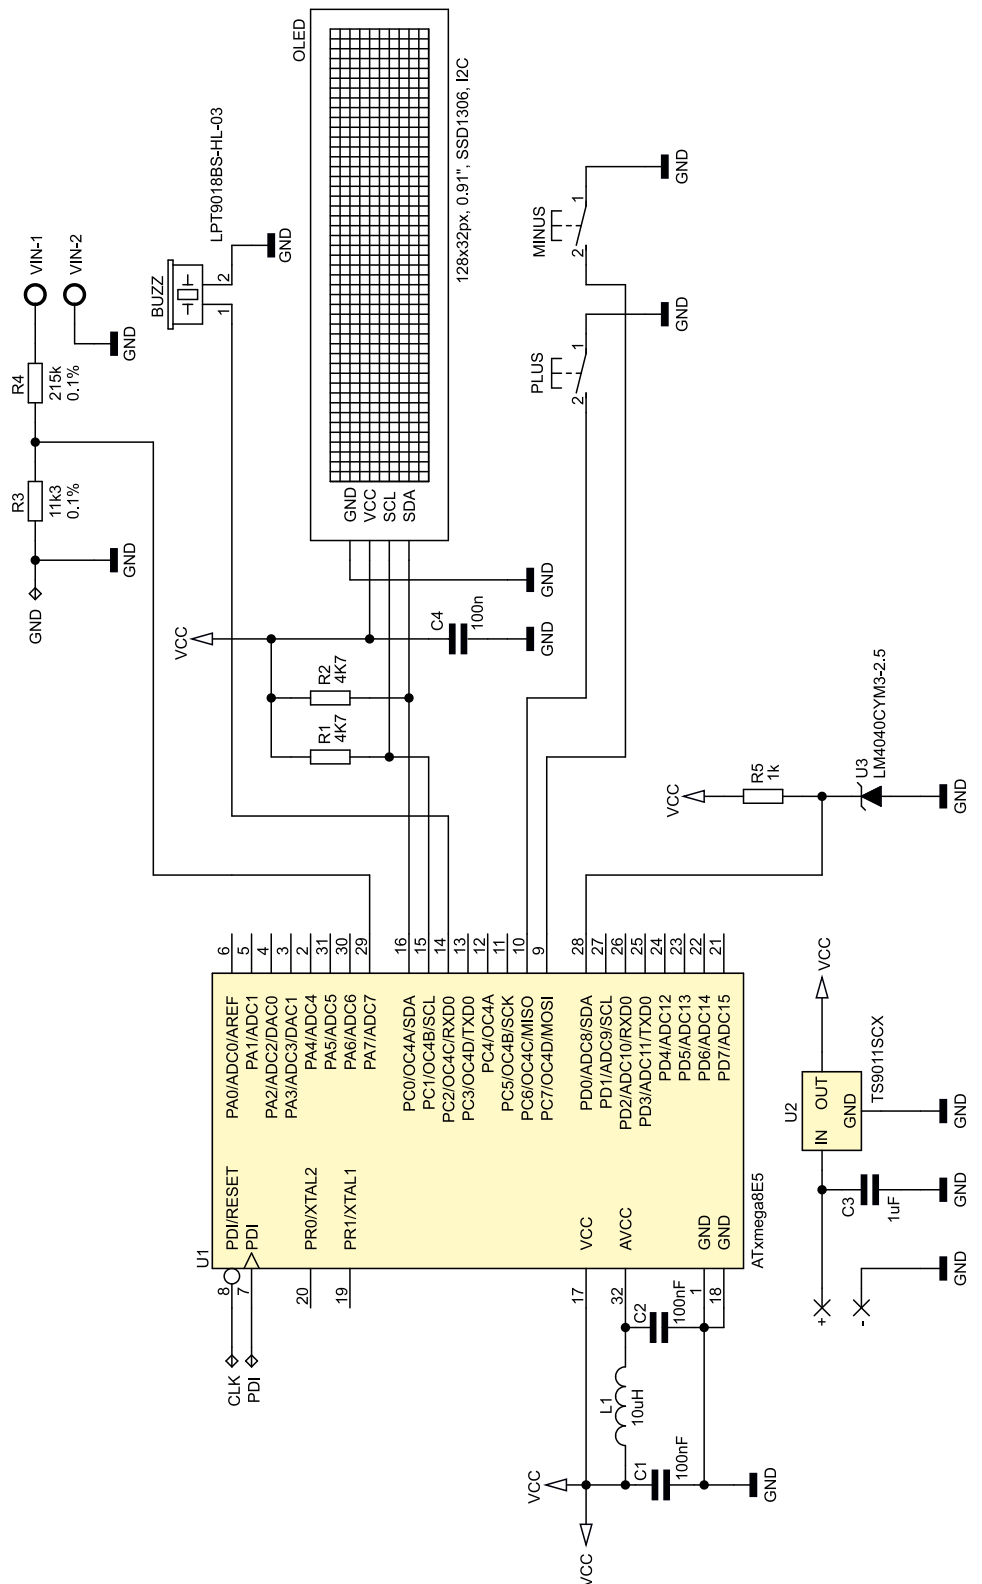 VIN-1
VIN-2
R4
215k
0.1%
R3
11k3
0.1%
GND
GND
GND
BUZZ
LPT9018BS-HL-03
1
2
GND
OLED
128x32px, 0.91", SSD1306, I2C
GND
VCC
SCL
SDA
VCC
R1
4K7
R2
4K7
C4
100n
GND
GND
PLUS
2
1
GND
MINUS
2
1
GND
VCC
R5
1k
U3
LM4040CYM3-2.5
GND
U1
ATxmega8E5
8
PDI/RESET
7
PDI
20
PR0/XTAL2
19
PR1/XTAL1
17
VCC
32
AVCC
1
GND
18
GND
PA0/ADC0/AREF
6
PA1/ADC1
5
PA2/ADC2/DAC0
4
PA3/ADC3/DAC1
3
PA4/ADC4
2
PA5/ADC5
31
PA6/ADC6
30
PA7/ADC7
29
PC0/OC4A/SDA
16
PC1/OC4B/SCL
15
PC2/OC4C/RXD0
14
PC3/OC4D/TXD0
13
PC4/OC4A
12
PC5/OC4B/SCK
11
PC6/OC4C/MISO
10
PC7/OC4D/MOSI
9
PD0/ADC8/SDA
28
PD1/ADC9/SCL
27
PD2/ADC10/RXD0
26
PD3/ADC11/TXD0
25
PD4/ADC12
24
PD5/ADC13
23
PD6/ADC14
22
PD7/ADC15
21
CLK
PDI
VCC
VCC
L1
10uH
C1
100nF
C2
100nF
GND
+
-
C3
1uF
U2
IN
OUT
GND
TS9011SCX
VCC
GND
GND
GND